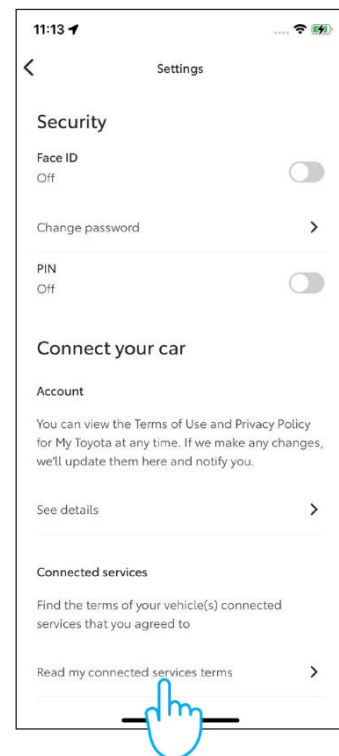 11:13
Settings
Security
Face ID
Off
Change password
PIN
Off
Connect your car
Account
You can view the Terms of Use and Privacy Policy
for My Toyota at any time. If we make any changes,
we'll update them here and notify you.
See details
Connected services
Find the terms of your vehicle(s) connected
services that you agreed to
Read my connected services terms